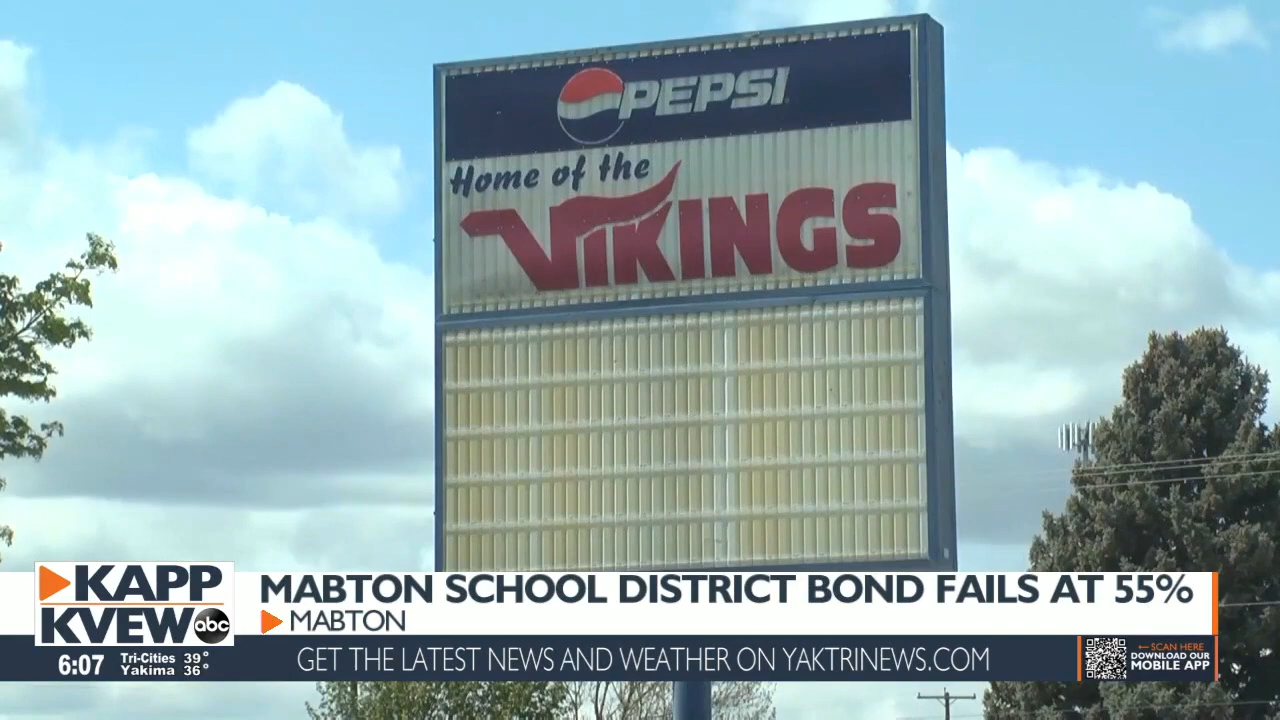 PEPSI
Home of the
VIKINGS
KAPP
KVEW abc
MABTON SCHOOL DISTRICT BOND FAILS AT 55%
MABTON
6:07 Tri-Cities 39°
Yakima 36°
GET THE LATEST NEWS AND WEATHER ON YAKTRINEWS.COM
←SCAN HERE
DOWNLOAD OUR
MOBILE APP